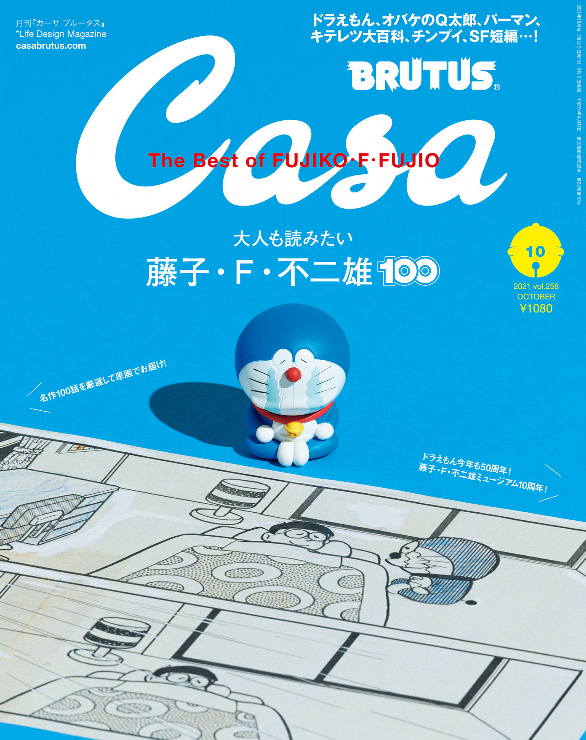 月刊『カーサ ブルータス』
"Life Design Magazine
casabrutus.com
ドラえもん、オバケのQ太郎、パーマン、
キテレツ大百科、チンプイ、SF短編…!
BRUTUS®
Casa
The Best of FUJIKO・F・FUJIO
大人も読みたい
藤子・F・不二雄100
10
2021 vol.258
OCTOBER
¥1080
名作100話を厳選して原画でお届け!
ドラえもん今年も50周年!
藤子・F・不二雄ミュージアム10周年!